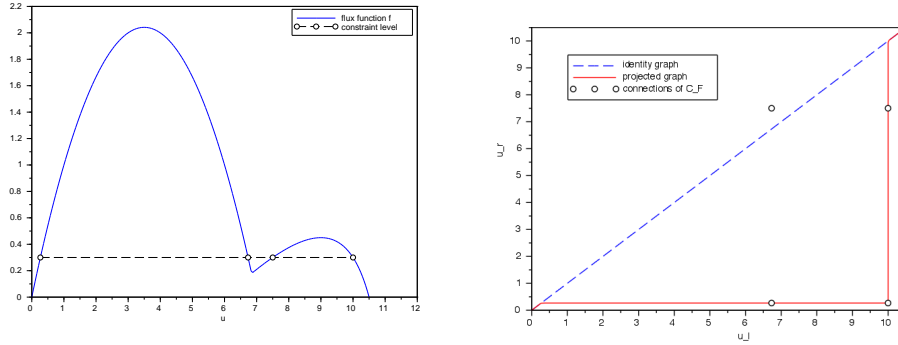 2.2
2
1.8
1.6
1.4
1.2
1
0.8
0.6
0.4
0.2
0
flux function f
constraint level
0 1 2 3 4 5 6 7 8 9 10 11 12
u
10
9
8
7
6
5
4
3
2
1
0
u_r
identity graph
projected graph
connections of C_F
0 1 2 3 4 5 6 7 8 9 10
u_l